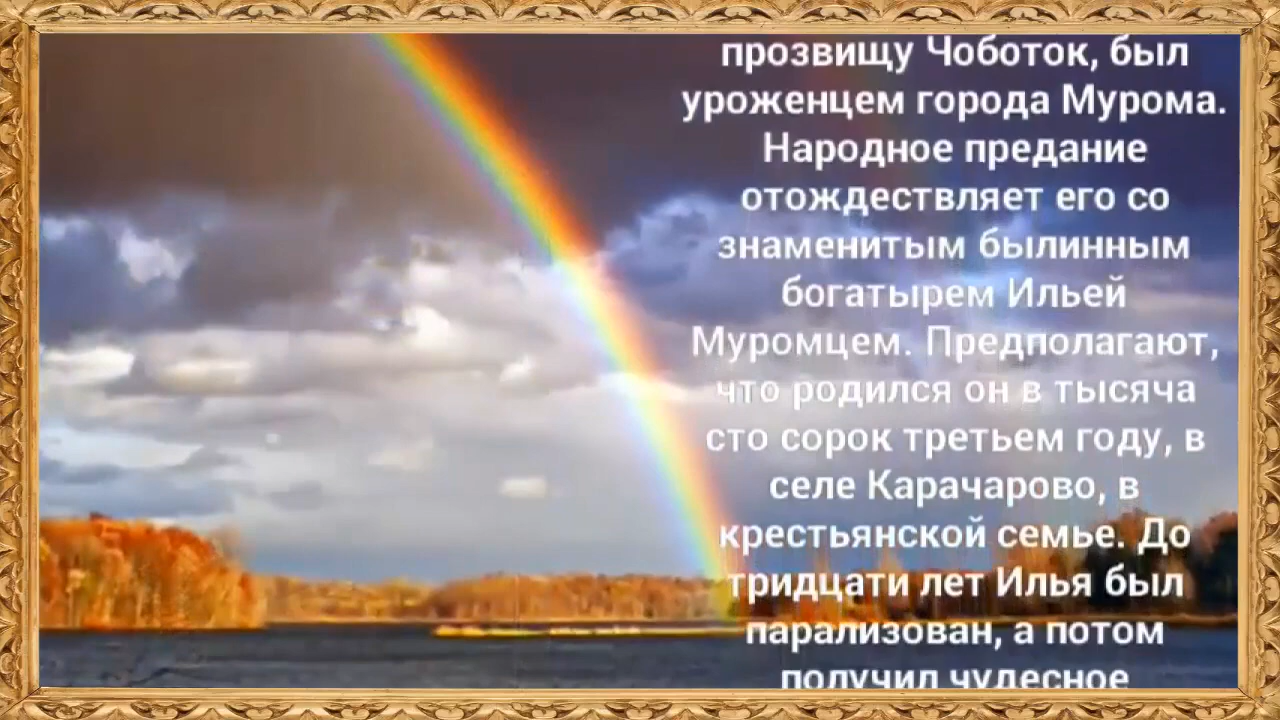 прозвищу Чоботок, был
уроженцем города Мурома.
Народное предание
отождествляет его со
знаменитым былинным
богатырем Ильей
Муромцем. Предполагают,
что родился он в тысяча
сто сорок третьем году, в
селе Карачарово, в
крестьянской семье. До
тридцати лет Илья был
парализован, а потом
получил чудесное